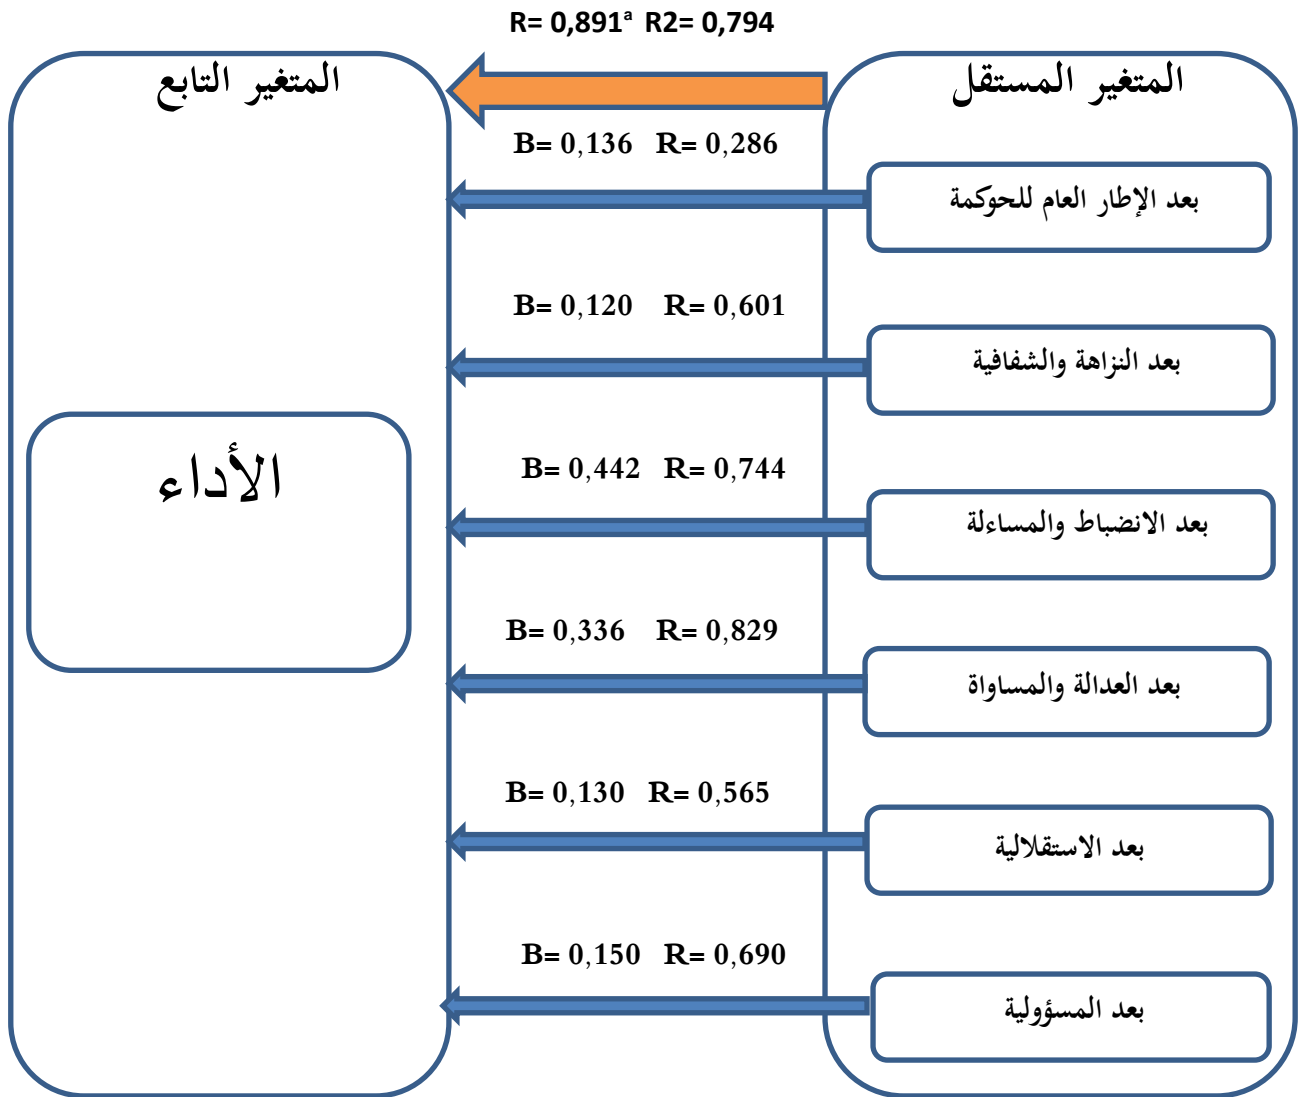 R= 0,891ᵃ R2= 0,794
المتغير المستقل
المتغير التابع
B= 0,136 R= 0,286
بعد الإطار العام للحوكمة
B= 0,120 R= 0,601
بعد النزاهة والشفافية
الأداء
B= 0,442 R= 0,744
بعد الانضباط والمساءلة
B= 0,336 R= 0,829
بعد العدالة والمساواة
B= 0,130 R= 0,565
بعد الاستقلالية
B= 0,150 R= 0,690
بعد المسؤولية